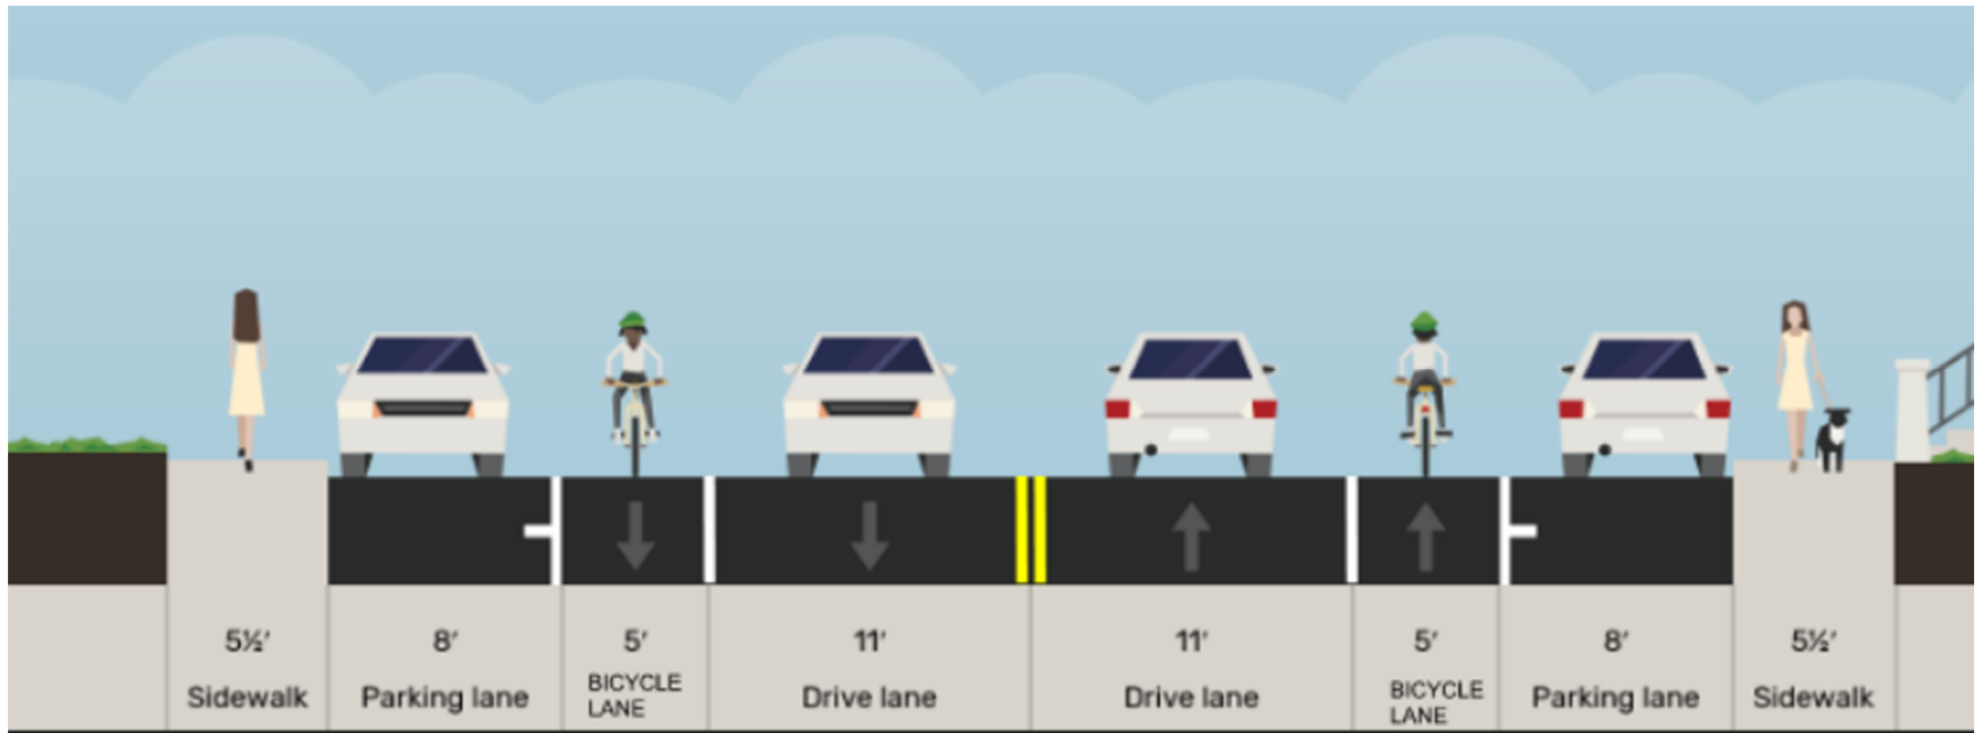 5½' 8' 5' 11' 11' 5' 8' 5½'
Sidewalk Parking lane BICYCLE LANE Drive lane Drive lane BICYCLE LANE Parking lane Sidewalk